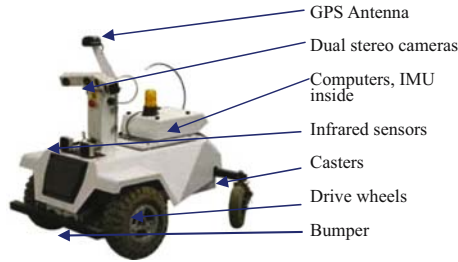 GPS Antenna
Dual stereo cameras
Computers, IMU
inside
Infrared sensors
Casters
Drive wheels
Bumper